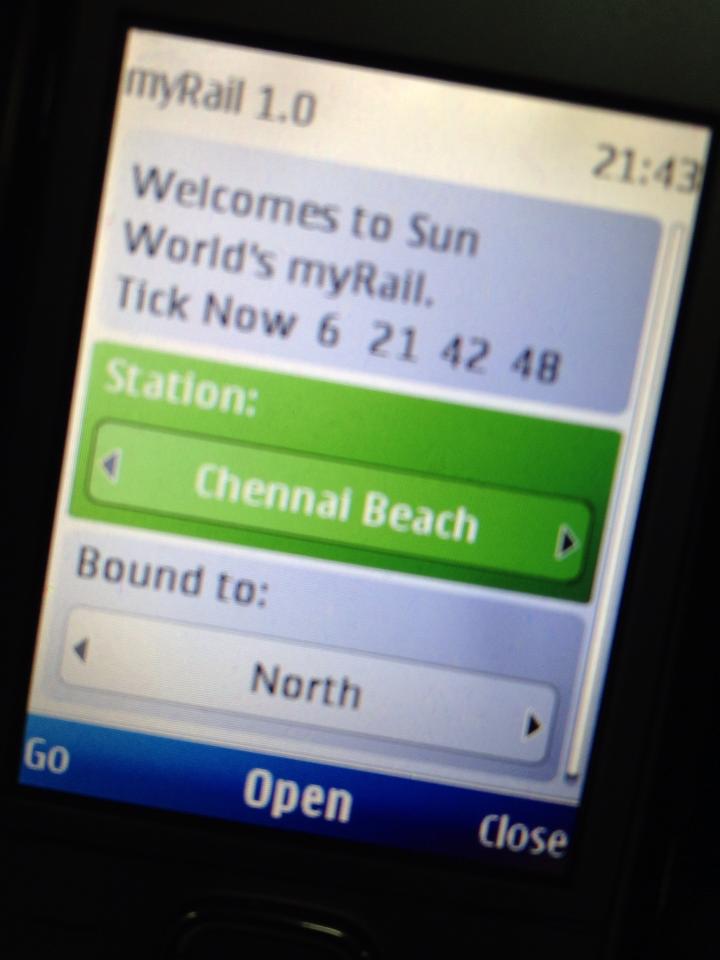 myRail 1.0
21:43
Welcomes to Sun
World's myRail.
Tick Now 6 21 42 48
Station:
Chennai Beach
Bound to:
North
Go Open Close